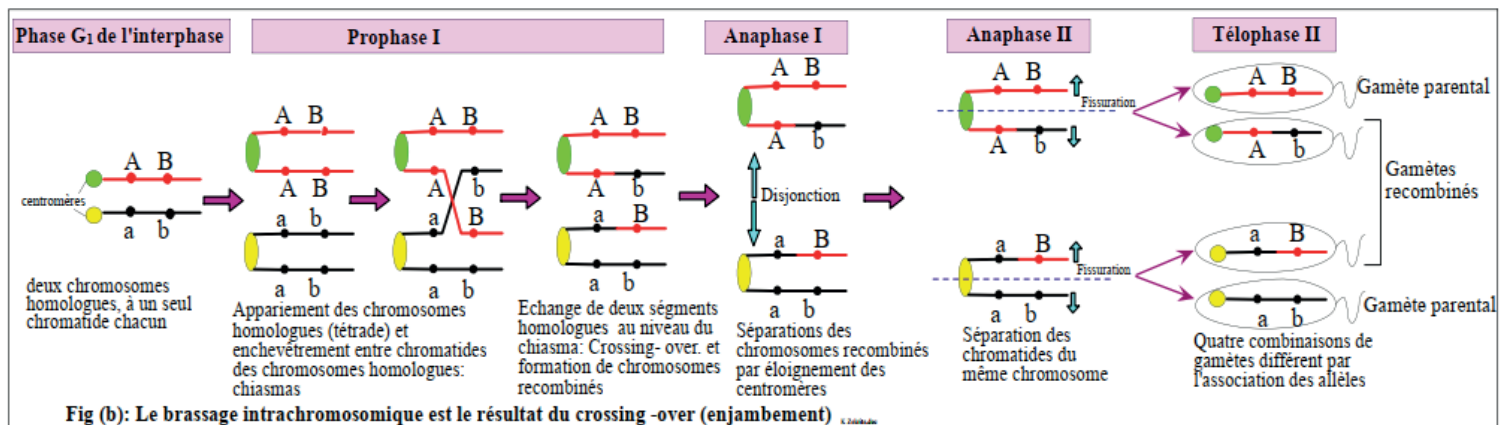 Phase G₁ de l'interphase
Prophase I
Anaphase I
Anaphase II
Télophase II
centromères
A B
a b
deux chromosomes
homologues, à un seul
chromatide chacun
A B
A B
a b
a b
A B
A b
a B
a b
Appariement des chromosomes
homologues (tétrade) et
enchevêtrement entre chromatides
des chromosomes homologues:
chiasmas
A B
A b
a B
a b
Echange de deux ségments
homologues au niveau du
chiasma: Crossing- over. et
formation de chromosomes
recombinés
A B
A b
Disjonction
a B
a b
Séparations des
chromosomes recombinés
par éloignement des
centromères
A B
Fissuration
A b
a B
Fissuration
a b
Séparation des
chromatides du
même chromosome
A B
Gamète parental
A b
Gamètes
recombinés
a B
Gamète parental
a b
Quatre combinaisons de
gamètes différent par
l'association des allèles
Fig (b): Le brassage intrachromosomique est le résultat du crossing -over (enjambement)